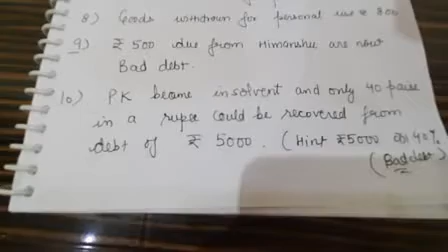 8) Goods withdrawn for personal use ₹ 800
9) ₹ 500 due from Himanshu are now
Bad debt.
10) PK became insolvent and only 40 paise
in a rupee could be recovered from
debt of ₹ 5000. (Hint ₹5000 40%
(Bad debt